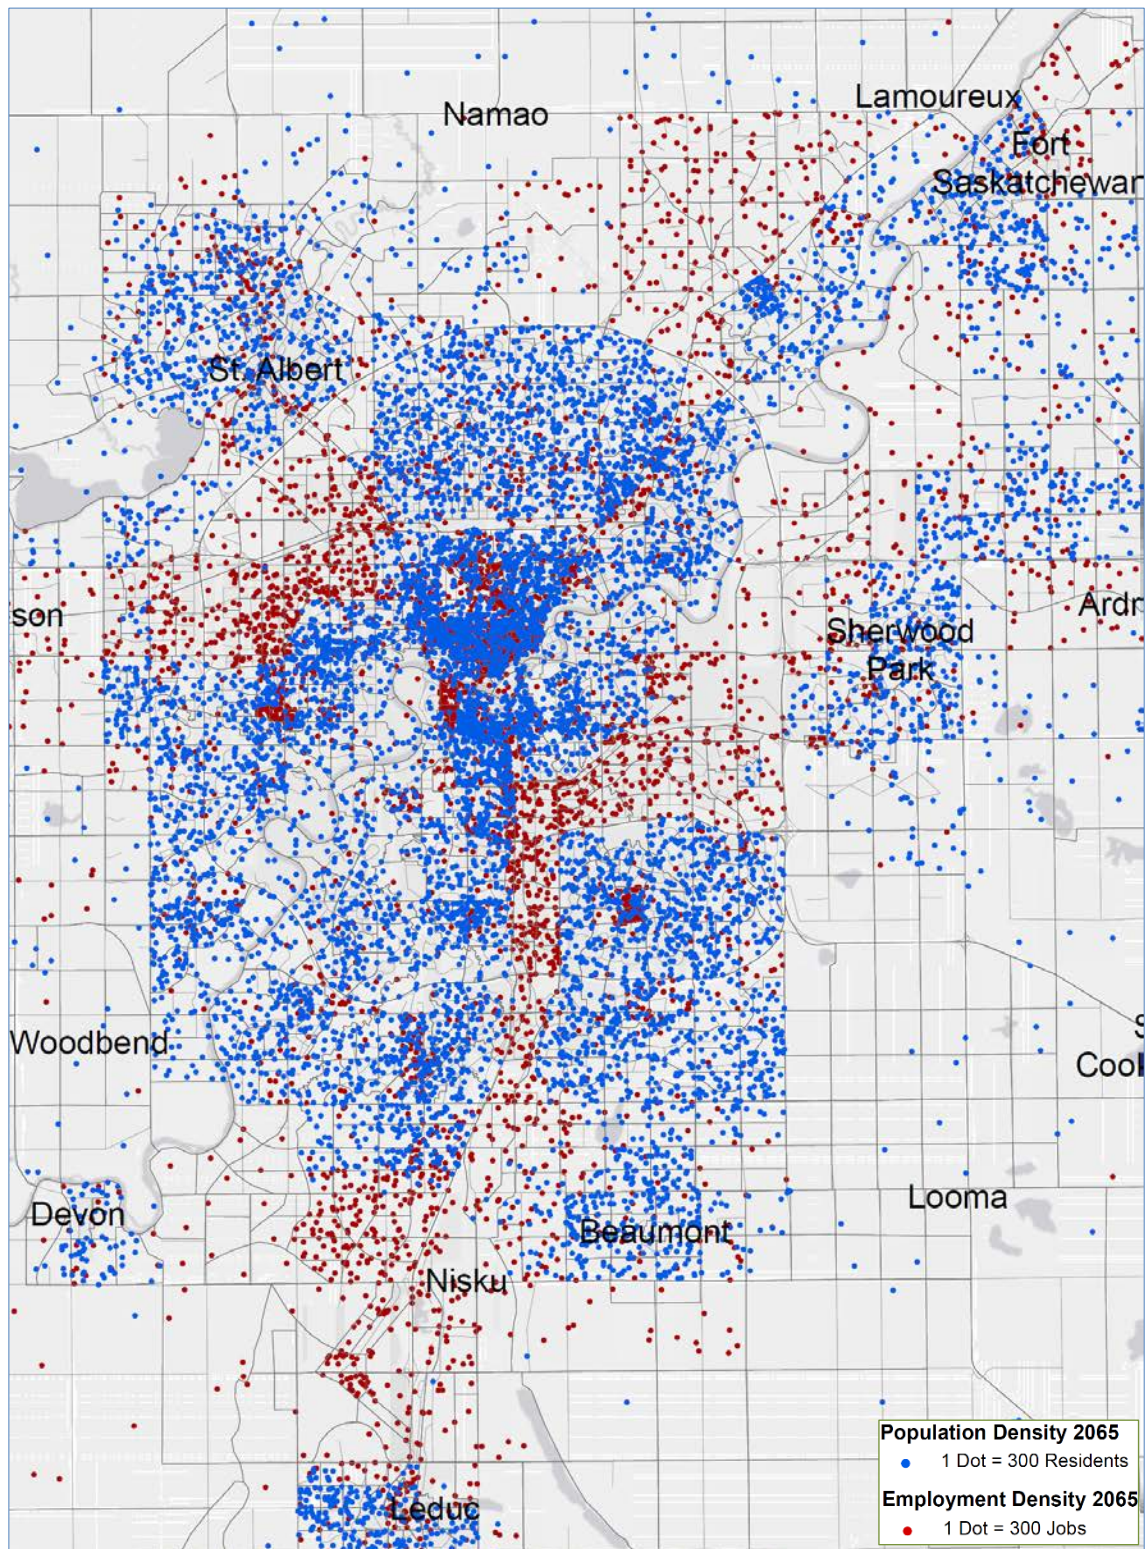 Namao
Lamoureux
Fort
Saskatchewan
St. Albert
son
Ardr
Sherwood
Park
Woodbend
Cook
Devon
Looma
Beaumont
Nisku
Leduc
Population Density 2065
1 Dot = 300 Residents
Employment Density 2065
1 Dot = 300 Jobs